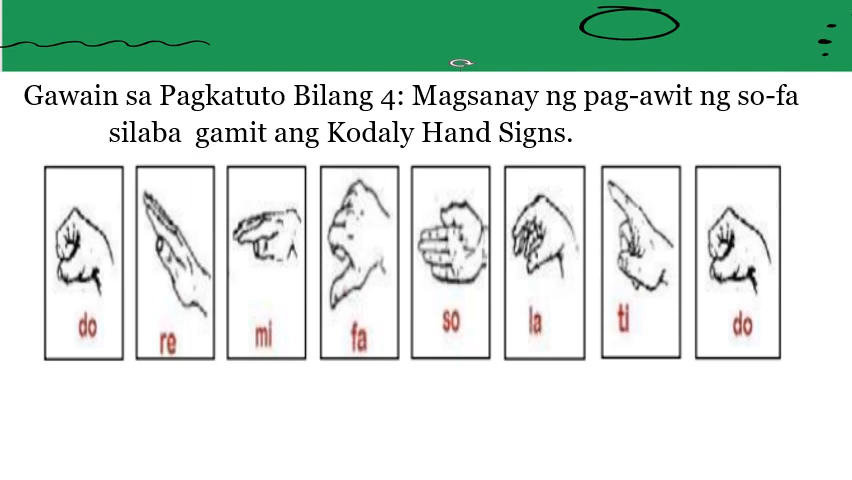 Gawain sa Pagkatuto Bilang 4: Magsanay ng pag-awit ng so-fa
silaba gamit ang Kodaly Hand Signs.
do re mi fa so la ti do